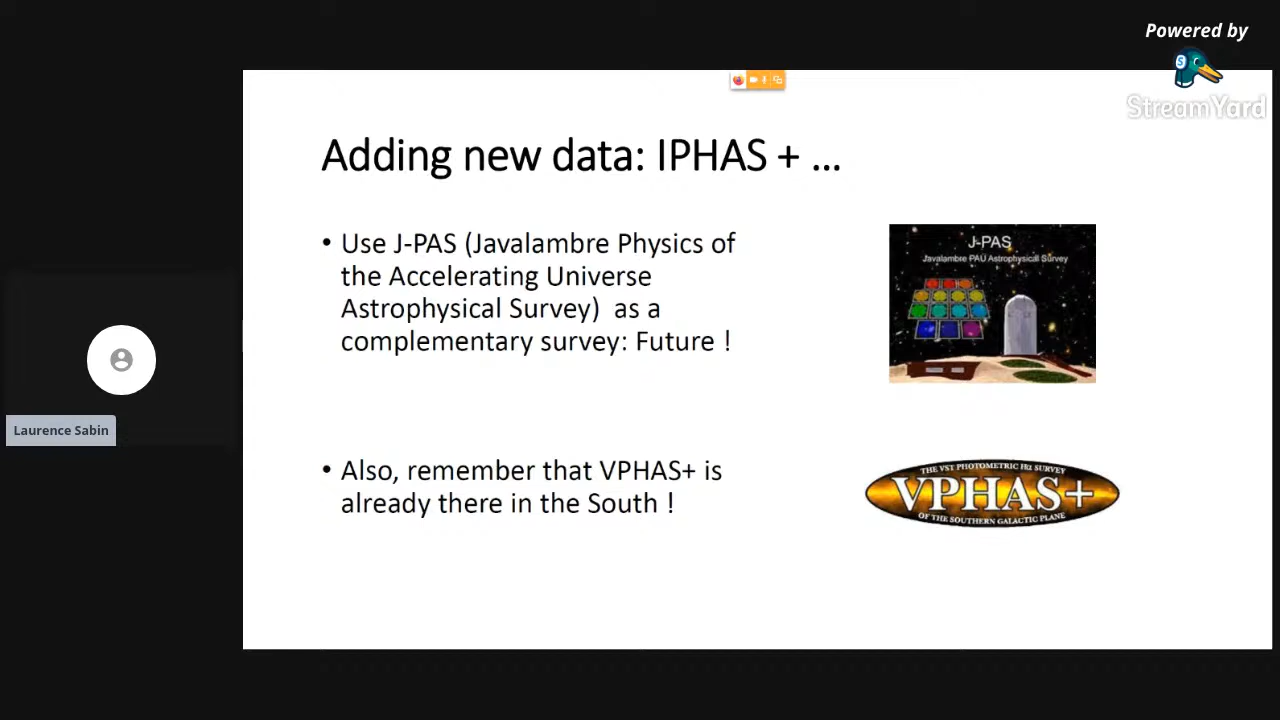 Powered by
StreamYard
Adding new data: IPHAS + ...
• Use J-PAS (Javalambre Physics of
the Accelerating Universe
Astrophysical Survey) as a
complementary survey: Future !
J-PAS
Javalambre PAU Astrophysical Survey
Laurence Sabin
• Also, remember that VPHAS+ is
already there in the South !
THE VST PHOTOMETRIC Hα SURVEY
VPHAS+
OF THE SOUTHERN GALACTIC PLANE